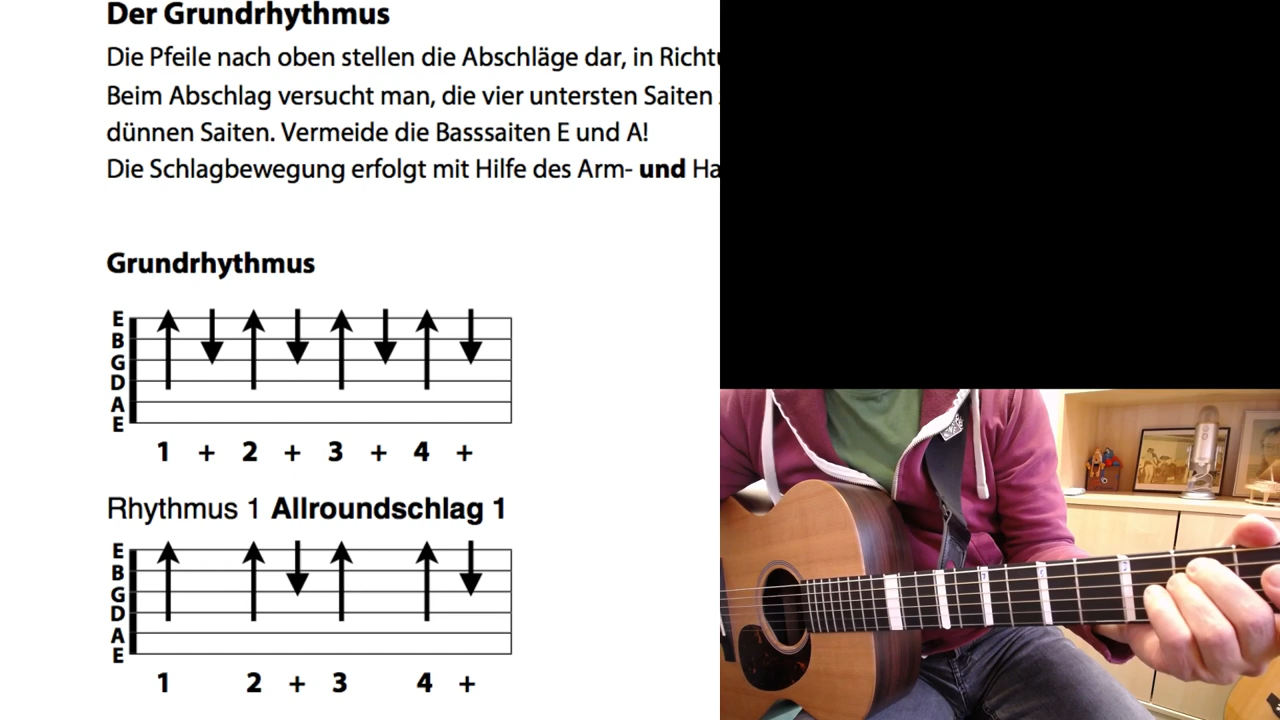 Der Grundrhythmus
Die Pfeile nach oben stellen die Abschläge dar, in
Beim Abschlag versucht man, die vier untersten Saiten
dünnen Saiten. Vermeide die Basssaiten E und A!
Die Schlagbewegung erfolgt mit Hilfe des Arm- und
Grundrhythmus
E
B
G
D
A
E
1 + 2 + 3 + 4 +
Rhythmus 1 Allroundschlag 1
E
B
G
D
A
E
1 2 + 3 4 +